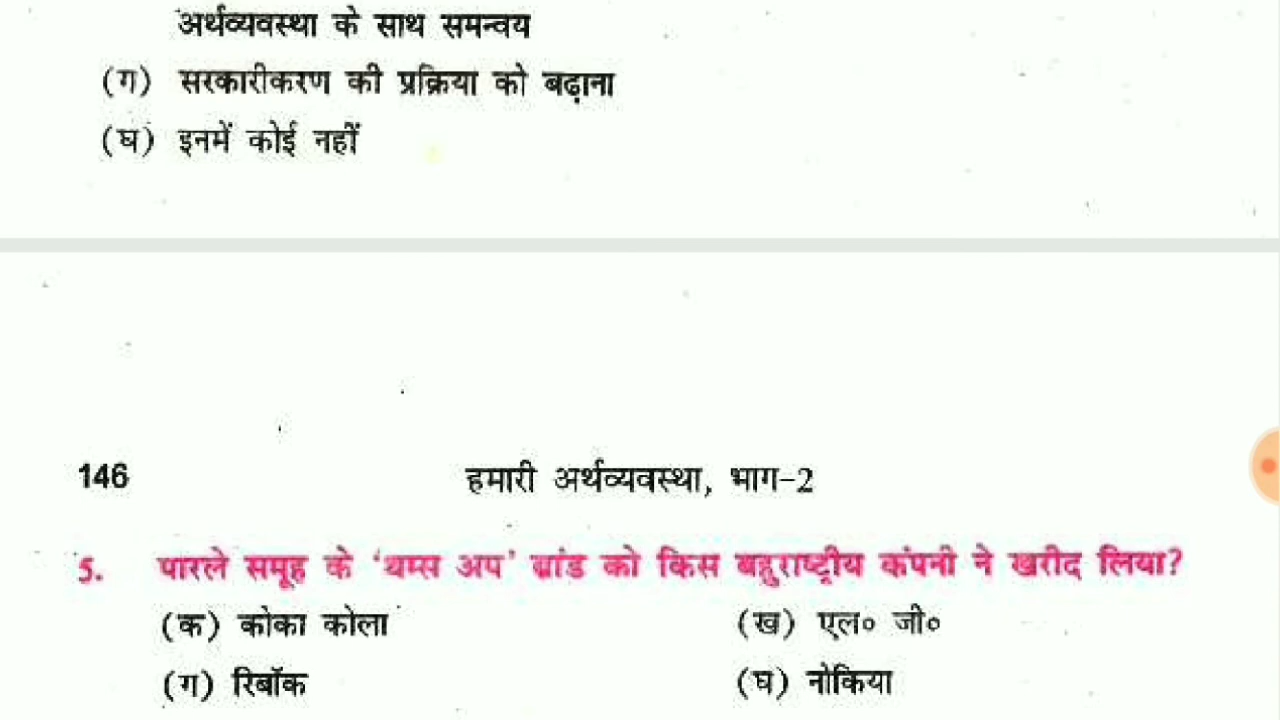 अर्थव्यवस्था के साथ समन्वय
(ग) सरकारीकरण की प्रक्रिया को बढ़ाना
(घ) इनमें कोई नहीं
146 हमारी अर्थव्यवस्था, भाग-2
5. पारले समूह के ‘थम्स अप’ ब्रांड को किस बहुराष्ट्रीय कंपनी ने खरीद लिया?
(क) कोका कोला (ख) एल० जी०
(ग) रिबॉक (घ) नोकिया